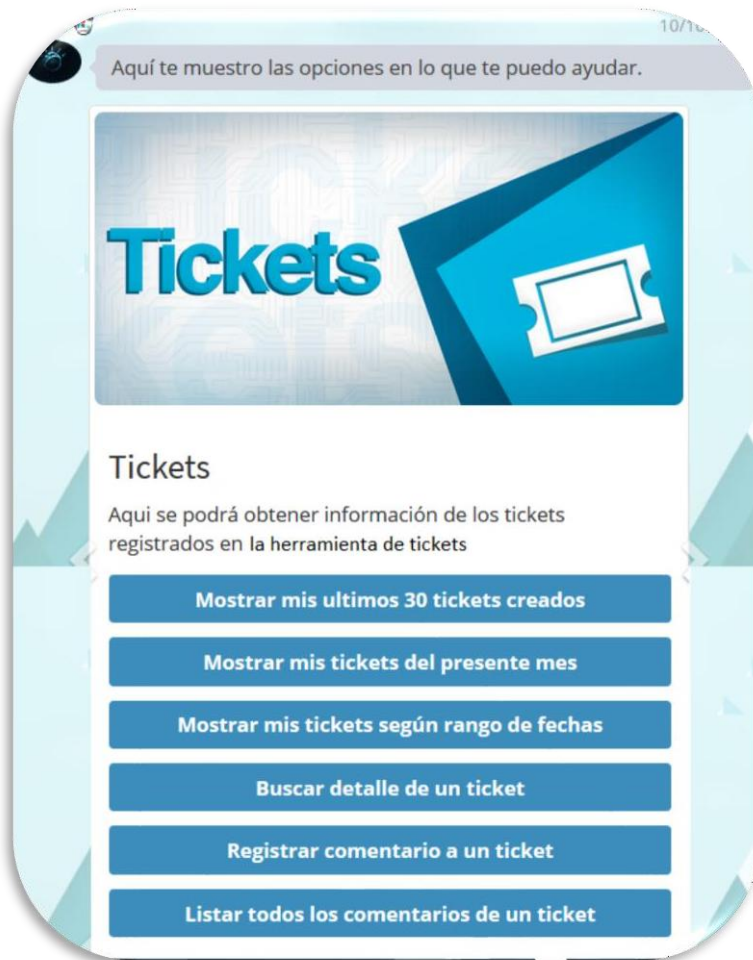 10/10
Aquí te muestro las opciones en lo que te puedo ayudar.
Tickets
Tickets
Aqui se podrá obtener información de los tickets
registrados en la herramienta de tickets
Mostrar mis ultimos 30 tickets creados
Mostrar mis tickets del presente mes
Mostrar mis tickets según rango de fechas
Buscar detalle de un ticket
Registrar comentario a un ticket
Listar todos los comentarios de un ticket